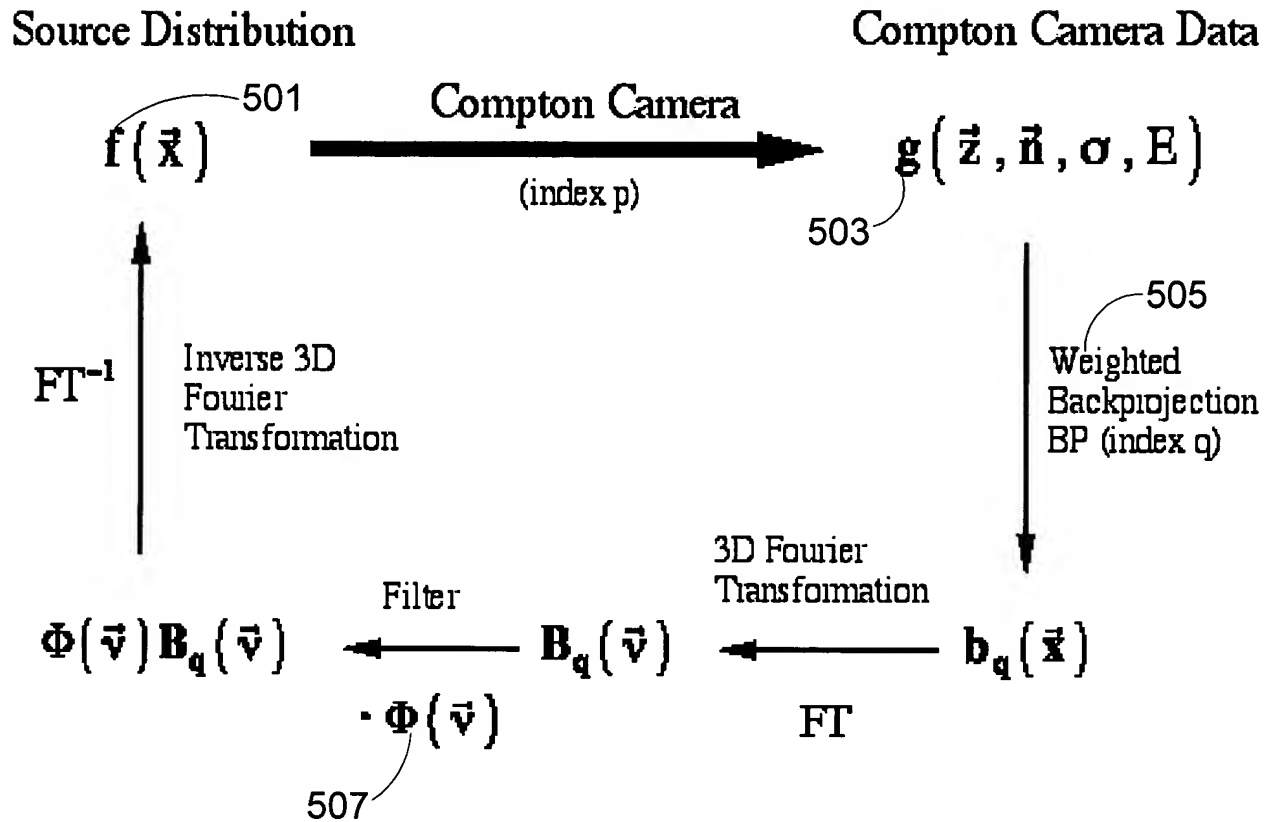 Source Distribution
Compton Camera Data
501
Compton Camera
f(x⃗)
g(z⃗, n⃗, σ, E)
(index p)
503
505
FT⁻¹
Inverse 3D
Fourier
Transformation
Weighted
Backprojection
BP (index q)
3D Fourier
Transformation
Filter
Φ(v⃗)B_q(v⃗)
B_q(v⃗)
b_q(x⃗)
· Φ(v⃗)
FT
507